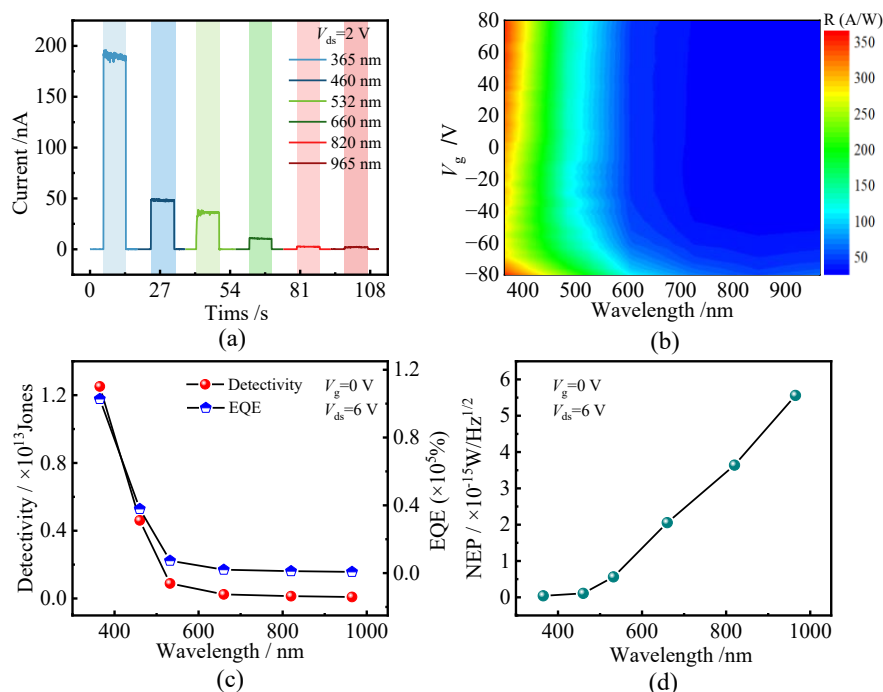 V_ds=2 V
365 nm
460 nm
532 nm
660 nm
820 nm
965 nm
200
150
100
50
0
Current /nA
0 27 54 81 108
Tims /s
(a)
R (A/W)
80
60
40
20
0
−20
−40
−60
−80
V_g /V
350
300
250
200
150
100
50
400 500 600 700 800 900
Wavelength /nm
(b)
1.2
0.8
0.4
0.0
Detectivity / ×10^13Jones
Detectivity
EQE
V_g=0 V
V_ds=6 V
1.2
1.1
0.4
0.0
EQE (×10^5%)
400 600 800 1000
Wavelength / nm
(c)
6
5
4
3
2
1
0
NEP / ×10^-15W/Hz^1/2
V_g=0 V
V_ds=6 V
400 600 800 1000
Wavelength /nm
(d)